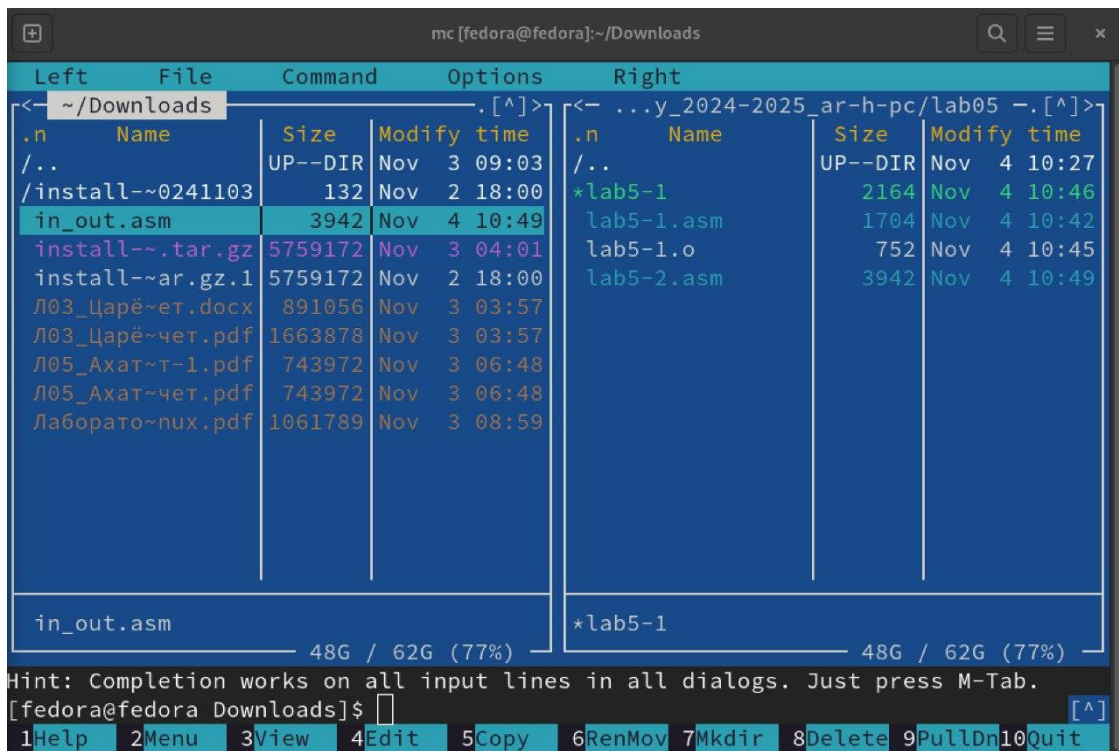 mc [fedora@fedora]:~/Downloads
Left File Command Options Right
<─ ~/Downloads ─.[^]>
.n Name Size Modify time
/.. UP--DIR Nov 3 09:03
/install-~0241103 132 Nov 2 18:00
in_out.asm 3942 Nov 4 10:49
install-~.tar.gz 5759172 Nov 3 04:01
install-~ar.gz.1 5759172 Nov 2 18:00
Л03_Царё~ет.docx 891056 Nov 3 03:57
Л03_Царё~чет.pdf 1663878 Nov 3 03:57
Л05_Ахат~т-1.pdf 743972 Nov 3 06:48
Л05_Ахат~чет.pdf 743972 Nov 3 06:48
Лаборато~nux.pdf 1061789 Nov 3 08:59
in_out.asm
48G / 62G (77%)
<─ ...y_2024-2025_ar-h-pc/lab05 ─.[^]>
.n Name Size Modify time
/.. UP--DIR Nov 4 10:27
*lab5-1 2164 Nov 4 10:46
lab5-1.asm 1704 Nov 4 10:42
lab5-1.o 752 Nov 4 10:45
lab5-2.asm 3942 Nov 4 10:49
*lab5-1
48G / 62G (77%)
Hint: Completion works on all input lines in all dialogs. Just press M-Tab.
[fedora@fedora Downloads]$ [^]
1Help 2Menu 3View 4Edit 5Copy 6RenMov 7Mkdir 8Delete 9PullDn 10Quit